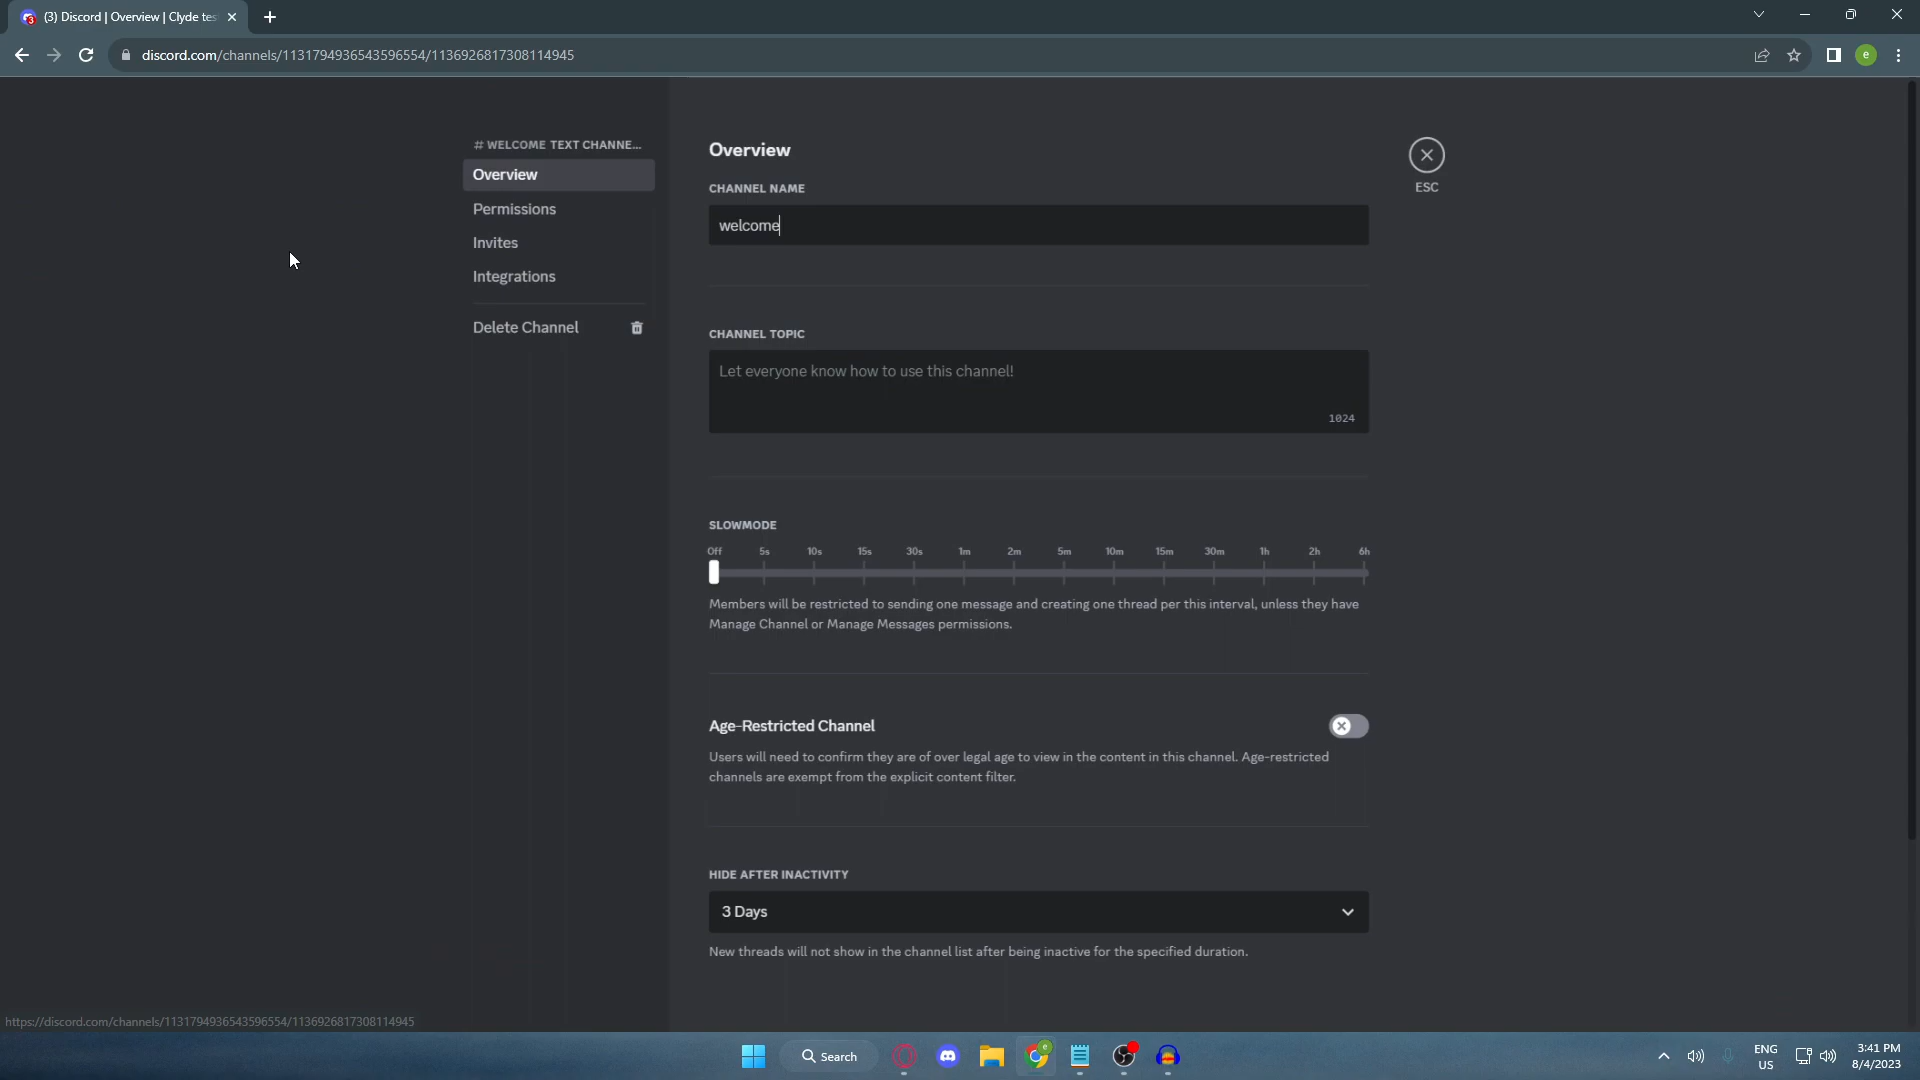 (3) Discord | Overview | Clyde tes
discord.com/channels/1131794936543596554/1136926817308114945
e
# WELCOME TEXT CHANNE...
Overview
Permissions
Invites
Integrations
Delete Channel
Overview
CHANNEL NAME
welcome
ESC
CHANNEL TOPIC
Let everyone know how to use this channel!
1024
SLOWMODE
Off 5s 10s 15s 30s 1m 2m 5m 10m 15m 30m 1h 2h 6h
Members will be restricted to sending one message and creating one thread per this interval, unless they have
Manage Channel or Manage Messages permissions.
Age-Restricted Channel
Users will need to confirm they are of over legal age to view in the content in this channel. Age-restricted
channels are exempt from the explicit content filter.
HIDE AFTER INACTIVITY
3 Days
New threads will not show in the channel list after being inactive for the specified duration.
https://discord.com/channels/1131794936543596554/1136926817308114945
Search
e
ENG
US
3:41 PM
8/4/2023